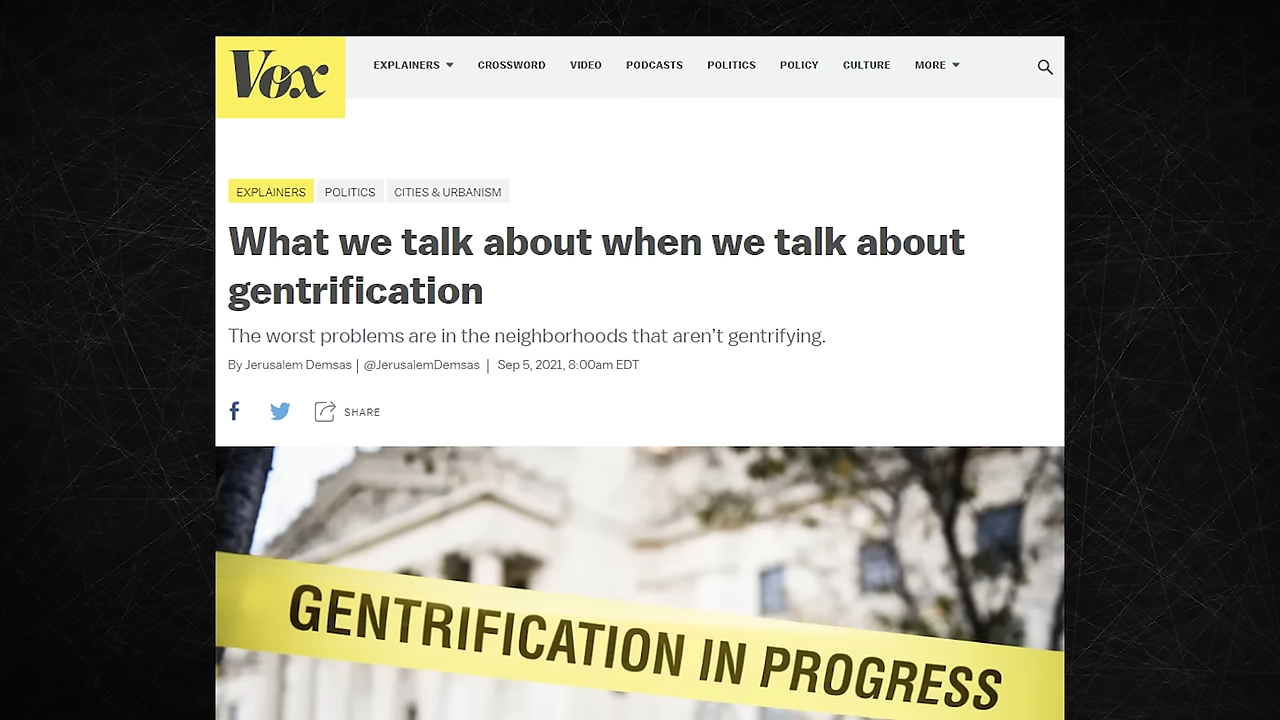 Vox
EXPLAINERS CROSSWORD VIDEO PODCASTS POLITICS POLICY CULTURE MORE
EXPLAINERS POLITICS CITIES & URBANISM
What we talk about when we talk about
gentrification
The worst problems are in the neighborhoods that aren’t gentrifying.
By Jerusalem Demsas | @JerusalemDemsas | Sep 5, 2021, 8:00am EDT
SHARE
GENTRIFICATION IN PROGRESS